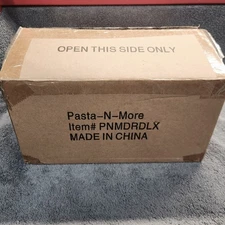 OPEN THIS SIDE ONLY
Pasta-N-More
Item# PNMDRDLX
MADE IN CHINA